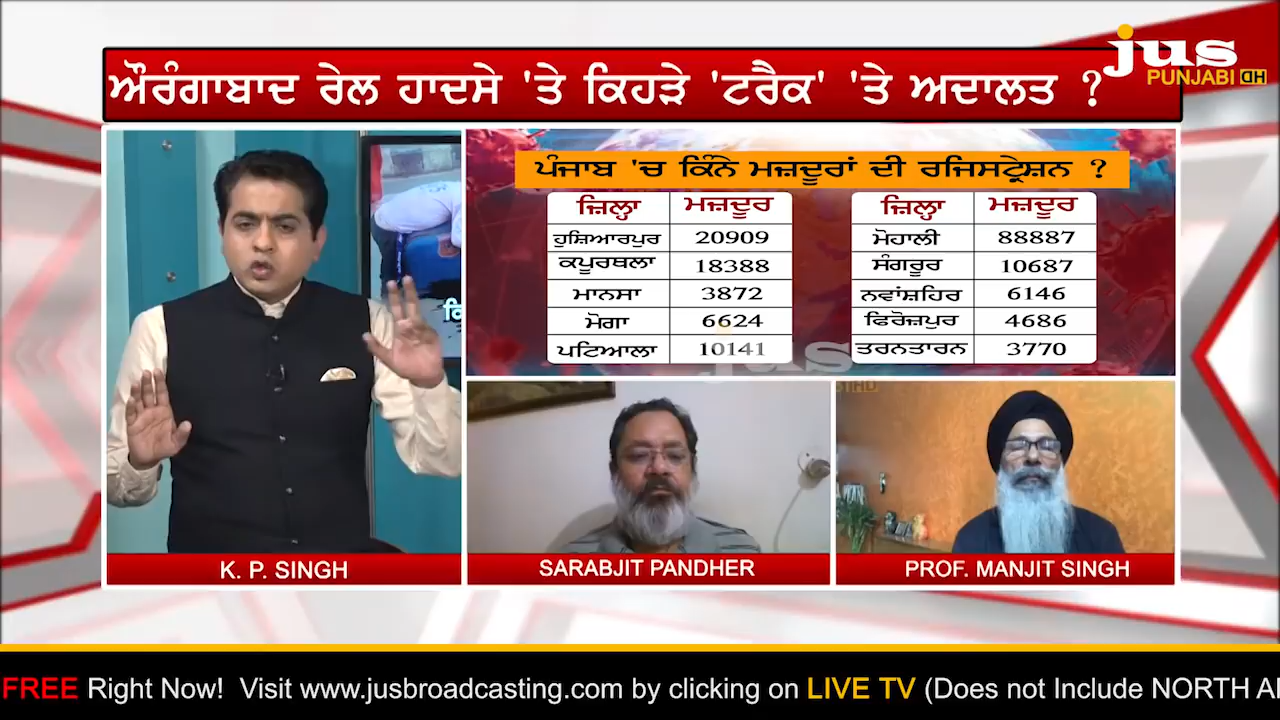 ਔਰੰਗਾਬਾਦ ਰੇਲ ਹਾਦਸੇ 'ਤੇ ਕਿਹੜੇ 'ਟਰੈਕ' 'ਤੇ ਅਦਾਲਤ ?
jus
PUNJABI HD
ਪੰਜਾਬ 'ਚ ਕਿੰਨੇ ਮਜ਼ਦੂਰਾਂ ਦੀ ਰਜਿਸਟ੍ਰੇਸ਼ਨ ?
ਜ਼ਿਲ੍ਹਾ ਮਜ਼ਦੂਰ
ਹੁਸ਼ਿਆਰਪੁਰ 20909
ਕਪੂਰਥਲਾ 18388
ਮਾਨਸਾ 3872
ਮੋਗਾ 6624
ਪਟਿਆਲਾ 10141
ਜ਼ਿਲ੍ਹਾ ਮਜ਼ਦੂਰ
ਮੋਹਾਲੀ 88887
ਸੰਗਰੂਰ 10687
ਨਵਾਂਸ਼ਹਿਰ 6146
ਫਿਰੋਜ਼ਪੁਰ 4686
ਤਰਨਤਾਰਨ 3770
jus
K. P. SINGH
SARABJIT PANDHER
PROF. MANJIT SINGH
FREE Right Now! Visit www.jusbroadcasting.com by clicking on LIVE TV (Does not Include NORTH